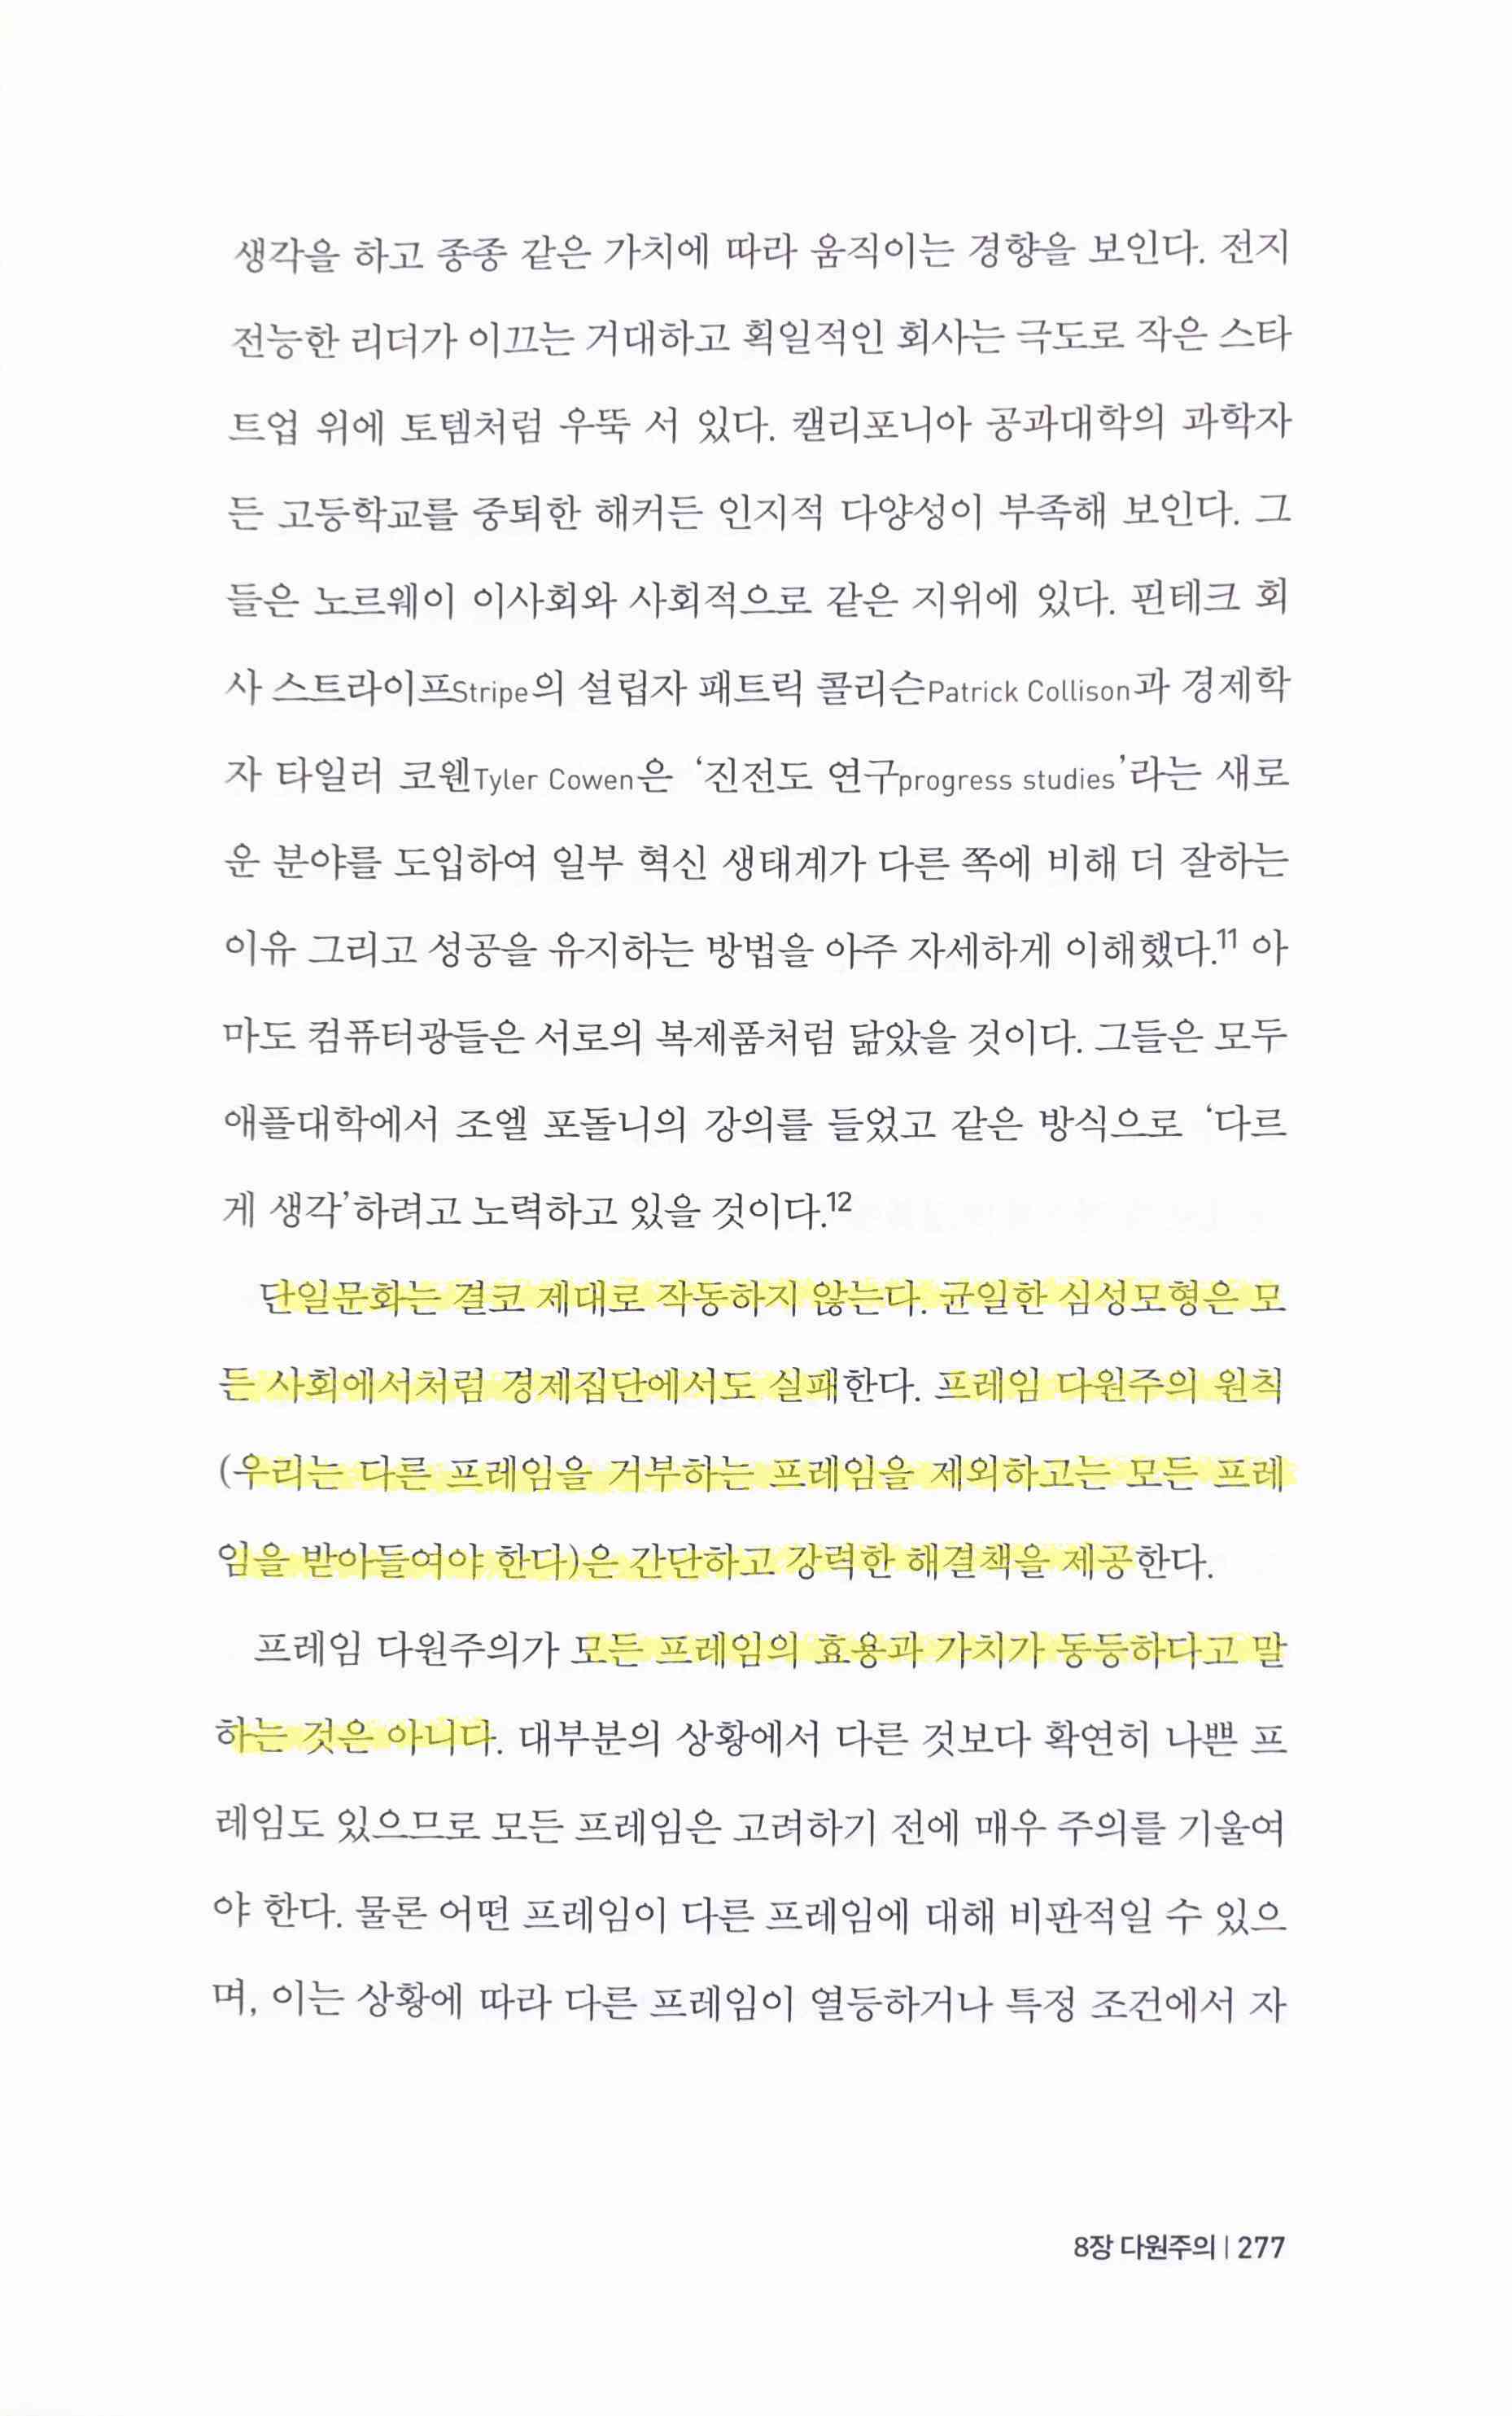 생각을 하고 종종 같은 가치에 따라 움직이는 경향을 보인다. 전지
전능한 리더가 이끄는 거대하고 획일적인 회사는 극도로 작은 스타
트업 위에 토템처럼 우뚝 서 있다. 캘리포니아 공과대학의 과학자
든 고등학교를 중퇴한 해커든 인지적 다양성이 부족해 보인다. 그
들은 노르웨이 이사회와 사회적으로 같은 지위에 있다. 핀테크 회
사 스트라이프Stripe의 설립자 패트릭 콜리슨Patrick Collison과 경제학
자 타일러 코웬Tyler Cowen은 ‘진전도 연구progress studies’라는 새로
운 분야를 도입하여 일부 혁신 생태계가 다른 쪽에 비해 더 잘하는
이유 그리고 성공을 유지하는 방법을 아주 자세하게 이해했다.11 아
마도 컴퓨터광들은 서로의 복제품처럼 닮았을 것이다. 그들은 모두
애플대학에서 조엘 포돌니의 강의를 들었고 같은 방식으로 ‘다르
게 생각’하려고 노력하고 있을 것이다.12
단일문화는 결코 제대로 작동하지 않는다. 균일한 심성모형은 모
든 사회에서처럼 경제집단에서도 실패한다. 프레임 다원주의 원칙
(우리는 다른 프레임을 거부하는 프레임을 제외하고는 모든 프레
임을 받아들여야 한다)은 간단하고 강력한 해결책을 제공한다.
프레임 다원주의가 모든 프레임의 효용과 가치가 동등하다고 말
하는 것은 아니다. 대부분의 상황에서 다른 것보다 확연히 나쁜 프
레임도 있으므로 모든 프레임은 고려하기 전에 매우 주의를 기울여
야 한다. 물론 어떤 프레임이 다른 프레임에 대해 비판적일 수 있으
며, 이는 상황에 따라 다른 프레임이 열등하거나 특정 조건에서 자
8장 다원주의 | 277